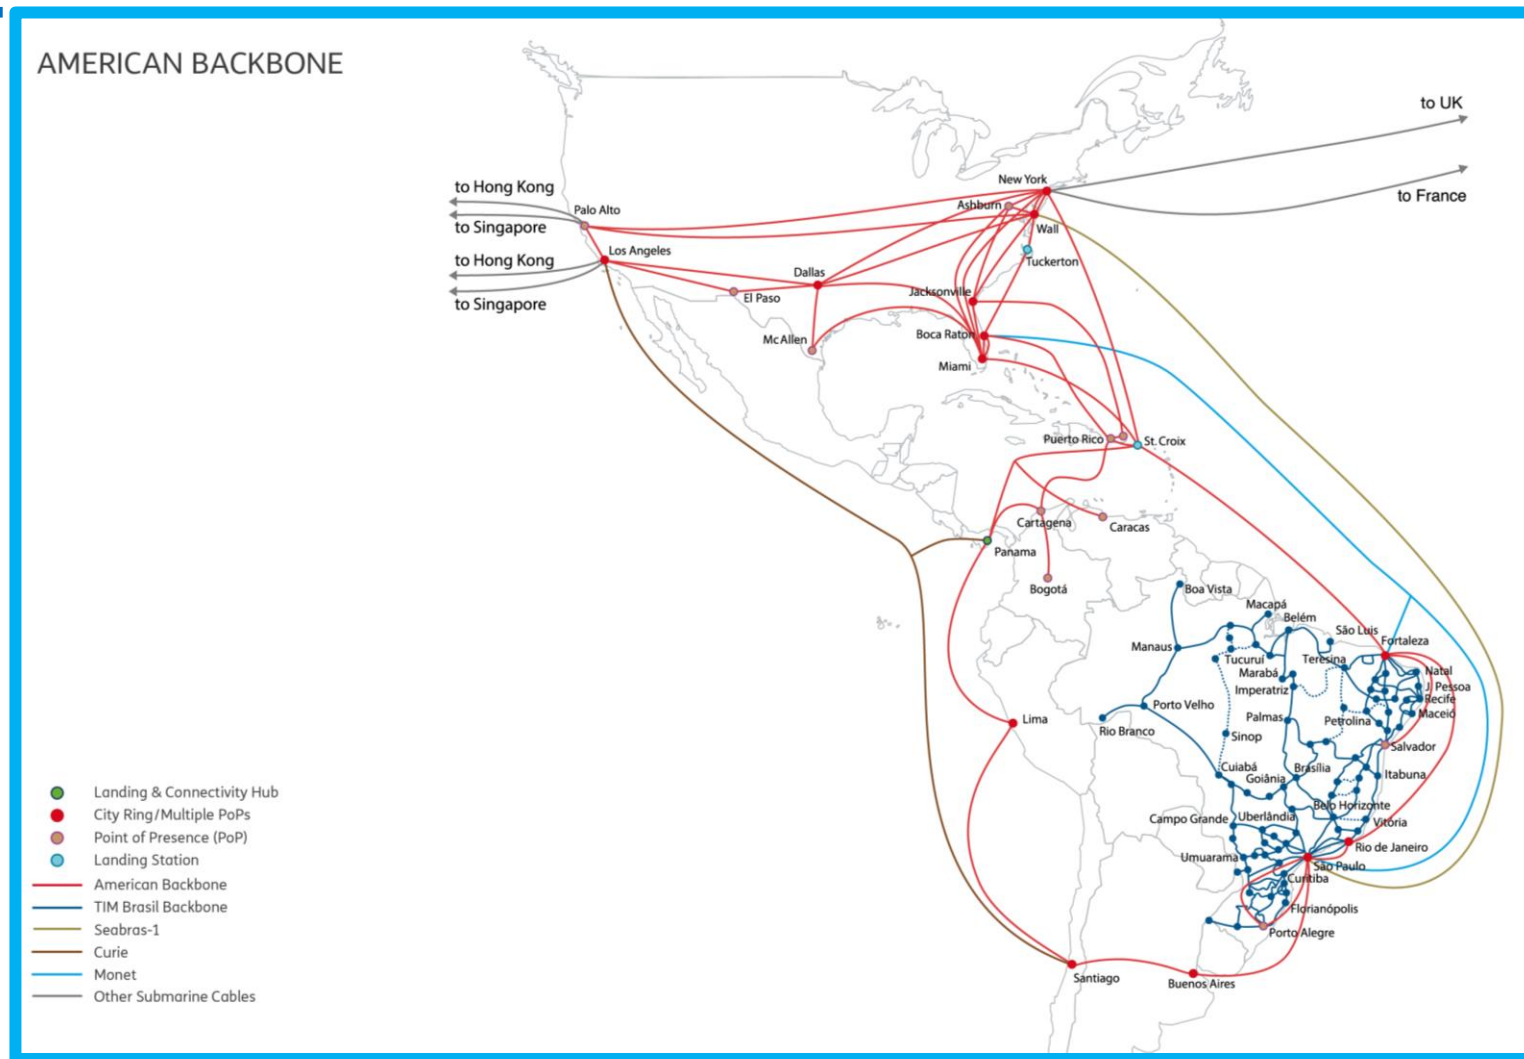 AMERICAN BACKBONE
to UK
to France
to Hong Kong
to Singapore
to Hong Kong
to Singapore
New York
Ashburn
Palo Alto
Wall
Los Angeles
Tuckerton
Dallas
El Paso
Jacksonville
McAllen
Boca Raton
Miami
Puerto Rico
St. Croix
Cartagena
Caracas
Panama
Bogotá
Boa Vista
Macapá
Belém
São Luis
Fortaleza
Manaus
Tucuruí
Teresina
Marabá
Natal
Imperatriz
J. Pessoa
Recife
Porto Velho
Palmas
Petrolina
Maceió
Lima
Rio Branco
Sinop
Salvador
Cuiabá
Goiânia
Brasília
Itabuna
Belo Horizonte
Campo Grande
Uberlândia
Vitória
Rio de Janeiro
Umuarama
São Paulo
Curitiba
Florianópolis
Porto Alegre
Santiago
Buenos Aires
Landing & Connectivity Hub
City Ring/Multiple PoPs
Point of Presence (PoP)
Landing Station
American Backbone
TIM Brasil Backbone
Seabras-1
Curie
Monet
Other Submarine Cables